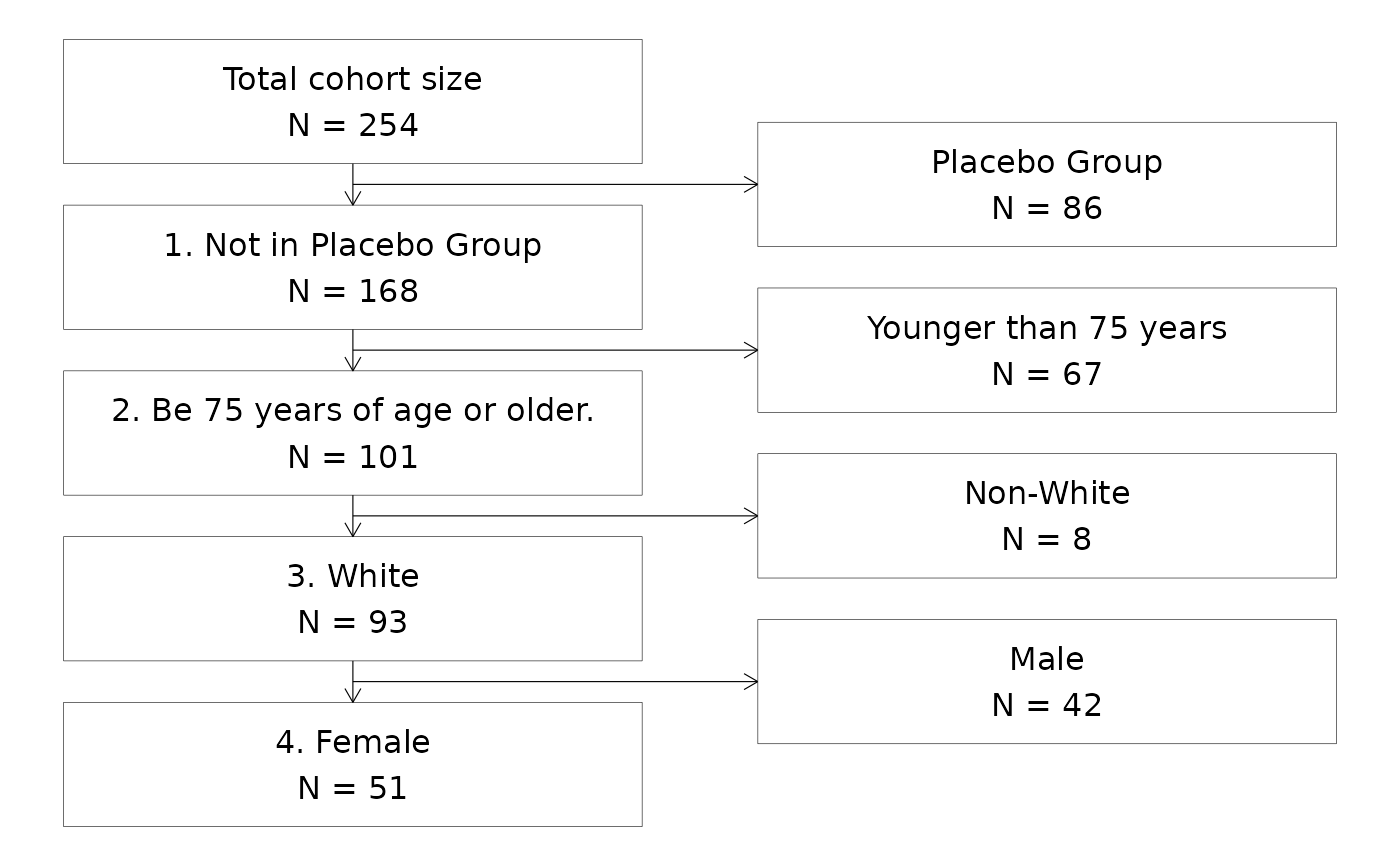 Total cohort size
N = 254
Placebo Group
N = 86
1. Not in Placebo Group
N = 168
Younger than 75 years
N = 67
2. Be 75 years of age or older.
N = 101
Non-White
N = 8
3. White
N = 93
Male
N = 42
4. Female
N = 51